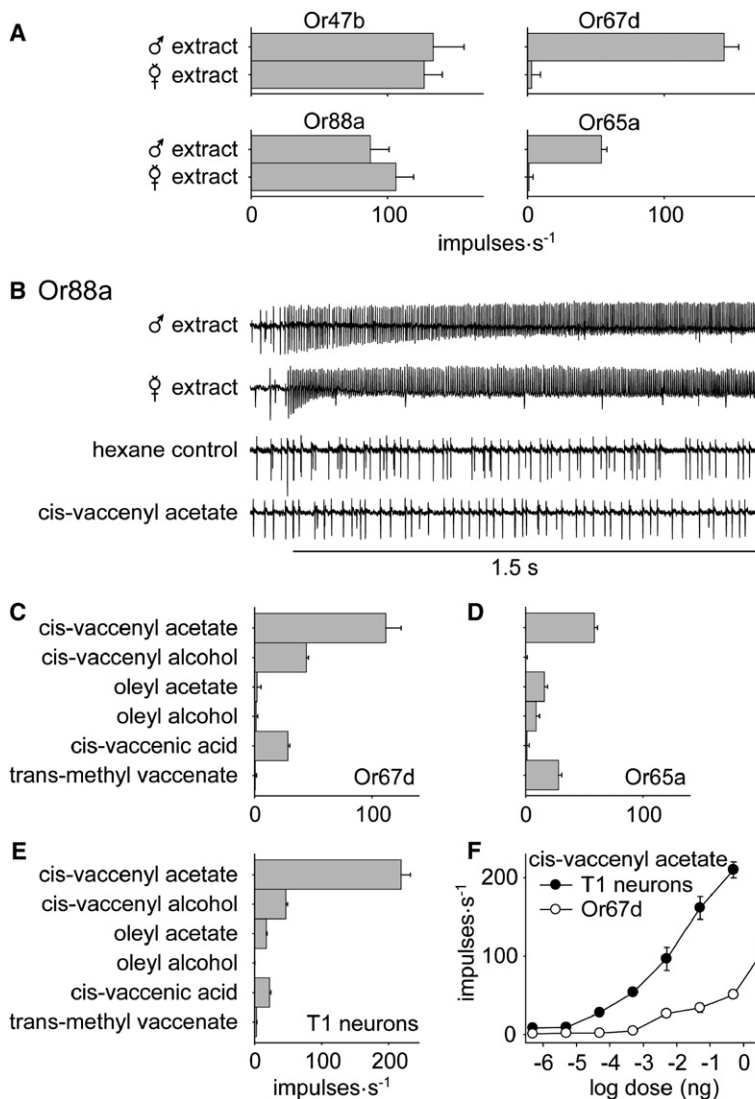 A
Or47b
Or67d
♂ extract
☿ extract
Or88a
Or65a
♂ extract
☿ extract
0
100
0
100
impulses·s⁻¹
B
Or88a
♂ extract
☿ extract
hexane control
cis-vaccenyl acetate
1.5 s
C
D
cis-vaccenyl acetate
cis-vaccenyl alcohol
oleyl acetate
oleyl alcohol
cis-vaccenic acid
trans-methyl vaccenate
Or67d
Or65a
0
100
0
100
E
cis-vaccenyl acetate
cis-vaccenyl alcohol
oleyl acetate
oleyl alcohol
cis-vaccenic acid
trans-methyl vaccenate
T1 neurons
0
100
200
impulses·s⁻¹
F
cis-vaccenyl acetate
T1 neurons
Or67d
200
100
0
impulses·s⁻¹
-6 -5 -4 -3 -2 -1 0
log dose (ng)